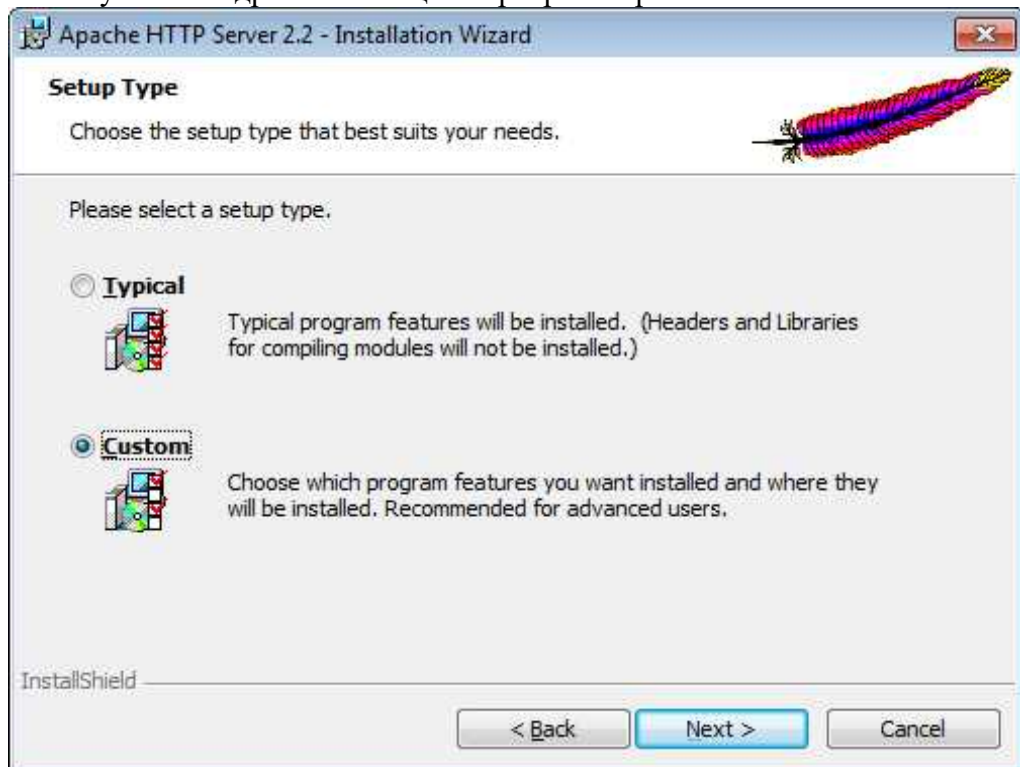 Apache HTTP Server 2.2 - Installation Wizard
Setup Type
Choose the setup type that best suits your needs.
Please select a setup type.
Typical
Typical program features will be installed. (Headers and Libraries
for compiling modules will not be installed.)
Custom
Choose which program features you want installed and where they
will be installed. Recommended for advanced users.
InstallShield
< Back Next > Cancel